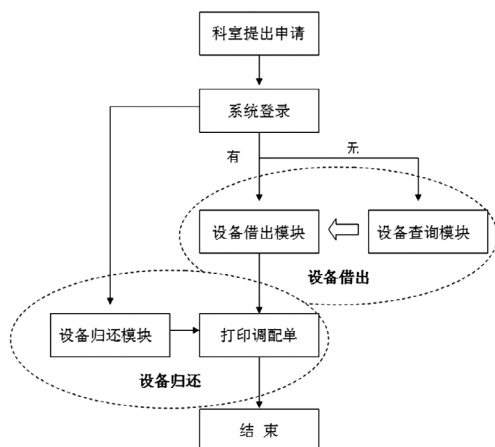 科室提出申请
系统登录
有
无
设备借出模块
设备查询模块
设备借出
设备归还模块
打印调配单
设备归还
结 束